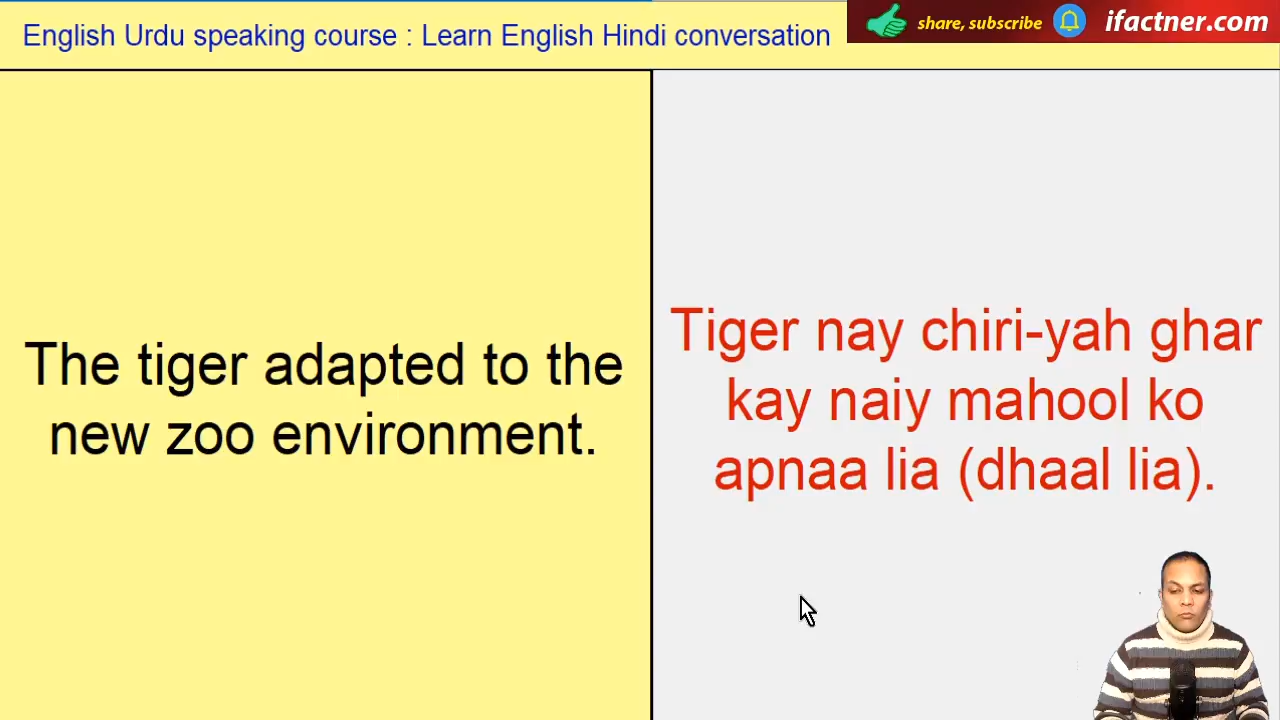 English Urdu speaking course : Learn English Hindi conversation
share, subscribe
ifactner.com
The tiger adapted to the
new zoo environment.
Tiger nay chiri-yah ghar
kay naiy mahool ko
apnaa lia (dhaal lia).